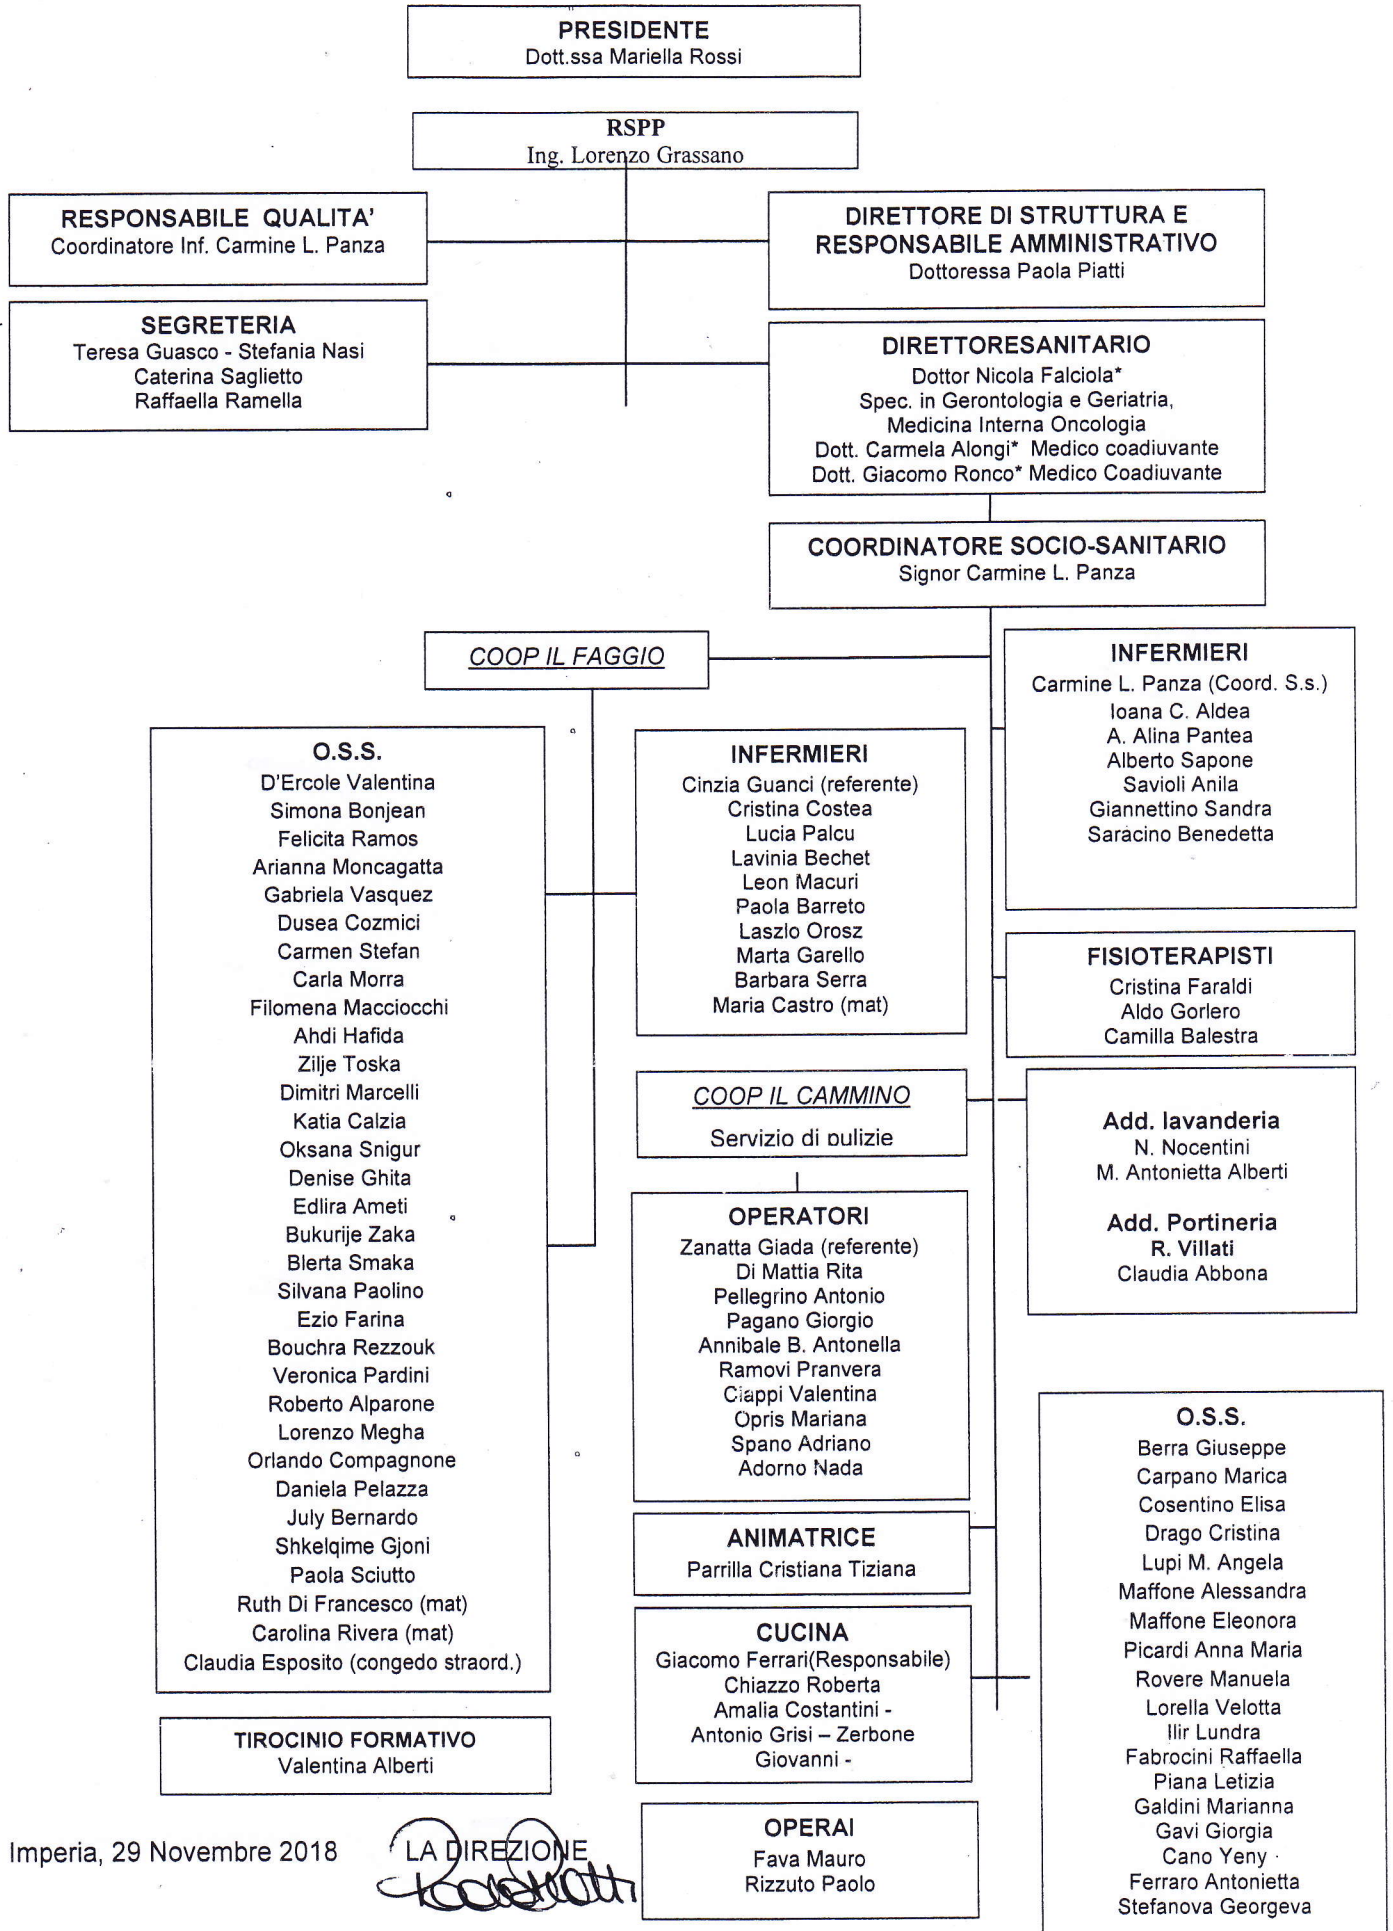 PRESIDENTE
Dott.ssa Mariella Rossi
RSPP
Ing. Lorenzo Grassano
RESPONSABILE QUALITA’
Coordinatore Inf. Carmine L. Panza
DIRETTORE DI STRUTTURA E
RESPONSABILE AMMINISTRATIVO
Dottoressa Paola Piatti
SEGRETERIA
Teresa Guasco - Stefania Nasi
Caterina Saglietto
Raffaella Ramella
DIRETTORESANITARIO
Dottor Nicola Falciola*
Spec. in Gerontologia e Geriatria,
Medicina Interna Oncologia
Dott. Carmela Alongi* Medico coadiuvante
Dott. Giacomo Ronco* Medico Coadiuvante
COORDINATORE SOCIO-SANITARIO
Signor Carmine L. Panza
COOP IL FAGGIO
INFERMIERI
Carmine L. Panza (Coord. S.s.)
Ioana C. Aldea
A. Alina Pantea
Alberto Sapone
Savioli Anila
Giannettino Sandra
Saracino Benedetta
O.S.S.
D'Ercole Valentina
Simona Bonjean
Felicita Ramos
Arianna Moncagatta
Gabriela Vasquez
Dusea Cozmici
Carmen Stefan
Carla Morra
Filomena Macciocchi
Ahdi Hafida
Zilje Toska
Dimitri Marcelli
Katia Calzia
Oksana Snigur
Denise Ghita
Edlira Ameti
Bukurije Zaka
Blerta Smaka
Silvana Paolino
Ezio Farina
Bouchra Rezzouk
Veronica Pardini
Roberto Alparone
Lorenzo Megha
Orlando Compagnone
Daniela Pelazza
July Bernardo
Shkelqime Gjoni
Paola Sciutto
Ruth Di Francesco (mat)
Carolina Rivera (mat)
Claudia Esposito (congedo straord.)
INFERMIERI
Cinzia Guanci (referente)
Cristina Costea
Lucia Palcu
Lavinia Bechet
Leon Macuri
Paola Barreto
Laszlo Orosz
Marta Garello
Barbara Serra
Maria Castro (mat)
FISIOTERAPISTI
Cristina Faraldi
Aldo Gorlero
Camilla Balestra
COOP IL CAMMINO
Servizio di pulizie
Add. lavanderia
N. Nocentini
M. Antonietta Alberti
Add. Portineria
R. Villati
Claudia Abbona
OPERATORI
Zanatta Giada (referente)
Di Mattia Rita
Pellegrino Antonio
Pagano Giorgio
Annibale B. Antonella
Ramovi Pranvera
Ciappi Valentina
Opris Mariana
Spano Adriano
Adorno Nada
ANIMATRICE
Parrilla Cristiana Tiziana
CUCINA
Giacomo Ferrari(Responsabile)
Chiazzo Roberta
Amalia Costantini -
Antonio Grisi – Zerbone
Giovanni -
O.S.S.
Berra Giuseppe
Carpano Marica
Cosentino Elisa
Drago Cristina
Lupi M. Angela
Maffone Alessandra
Maffone Eleonora
Picardi Anna Maria
Rovere Manuela
Lorella Velotta
Ilir Lundra
Fabrocini Raffaella
Piana Letizia
Galdini Marianna
Gavi Giorgia
Cano Yeny
Ferraro Antonietta
Stefanova Georgeva
TIROCINIO FORMATIVO
Valentina Alberti
OPERAI
Fava Mauro
Rizzuto Paolo
Imperia, 29 Novembre 2018
LA DIREZIONE